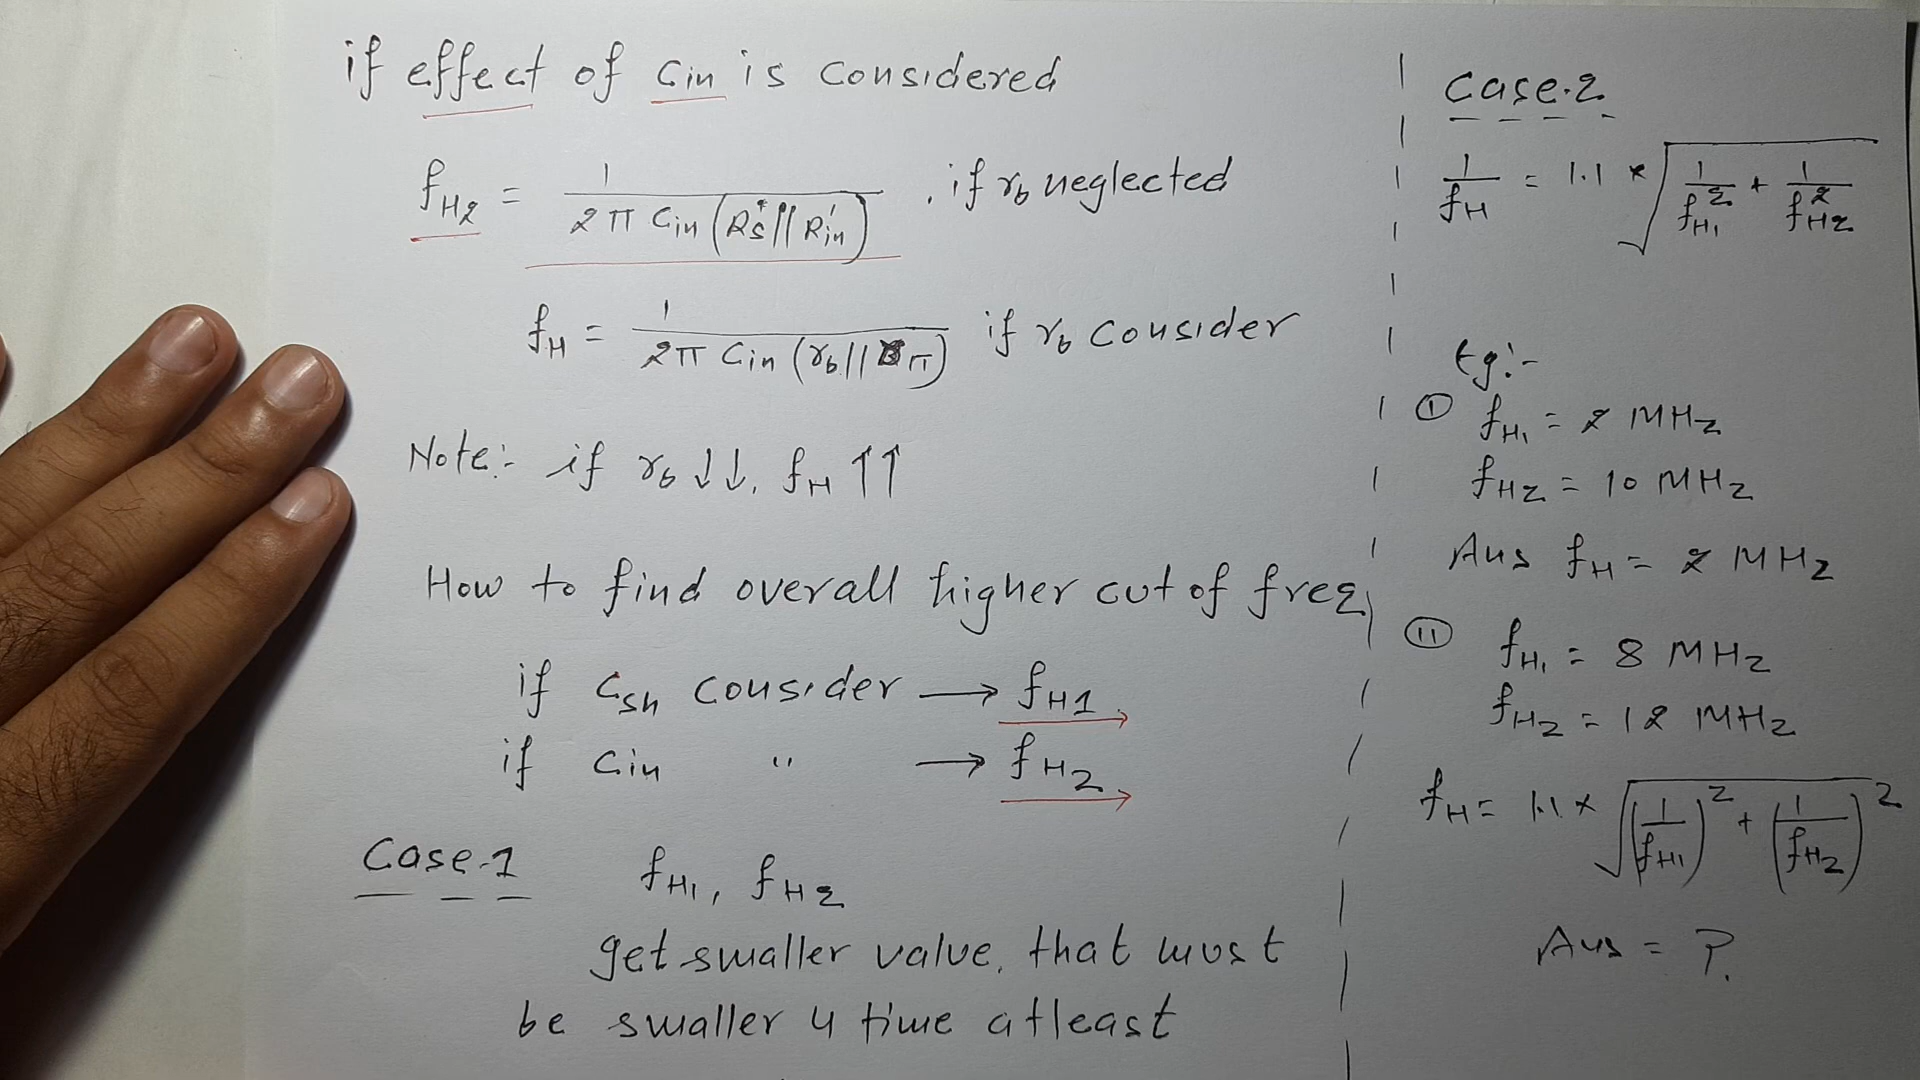 if effect of Cin is considered
fH2 = 1 / 2π Cin (Rs* || R'in) , if rb neglected
fH = 1 / 2π Cin (rb || rπ) if rb consider
Note:- if rb ↓↓, fH ↑↑
How to find overall higher cut of freq
if Csh consider → fH1
if Cin " → fH2
Case-1 fH1, fH2
get smaller value, that must
be smaller 4 time atleast
Case-2
1/fH = 1.1 * √(1/fH1² + 1/fH2²)
Eg:-
(I) fH1 = 2 MHz
fH2 = 10 MHz
Ans fH = 2 MHz
(II) fH1 = 8 MHz
fH2 = 12 MHz
fH = 1.1 × √((1/fH1)² + (1/fH2)²)
Ans = ?.